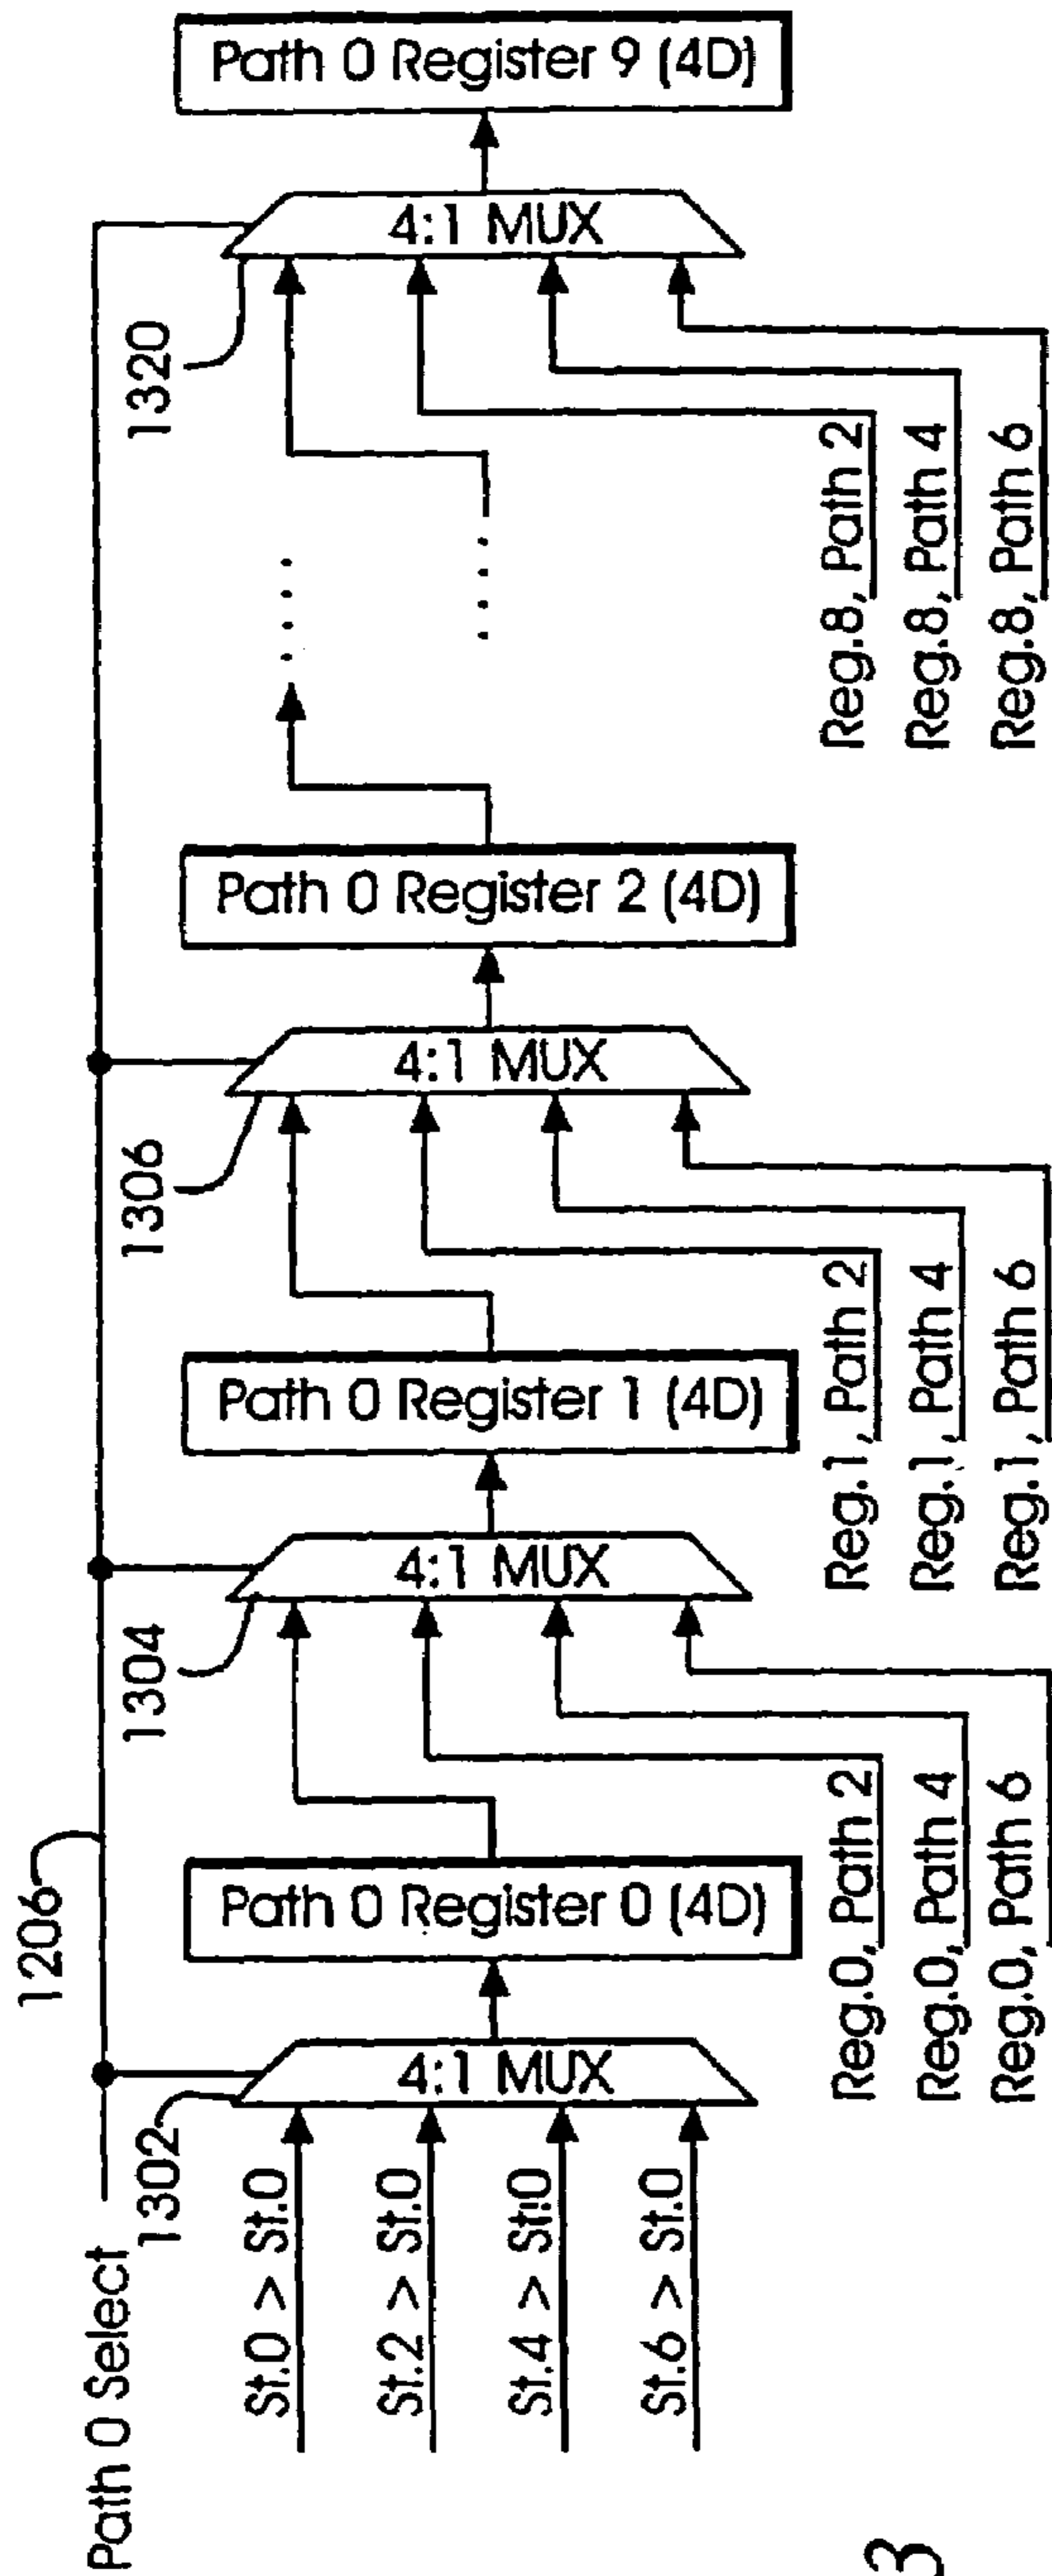 Path 0 Select
1206
1302
St.0 > St.0
St.2 > St.0
St.4 > St.0
St.6 > St.0
4:1 MUX
Path 0 Register 0 (4D)
Reg.0, Path 2
Reg.0, Path 4
Reg.0, Path 6
1304
4:1 MUX
Path 0 Register 1 (4D)
Reg.1, Path 2
Reg.1, Path 4
Reg.1, Path 6
1306
4:1 MUX
Path 0 Register 2 (4D)
Reg.8, Path 2
Reg.8, Path 4
Reg.8, Path 6
1320
4:1 MUX
Path 0 Register 9 (4D)
3